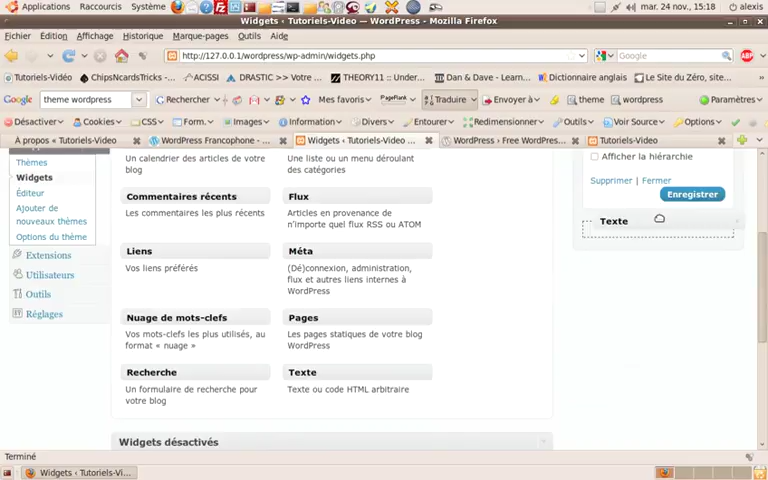 Applications Raccourcis Système mar. 24 nov., 15:18 alexis
Widgets ‹ Tutoriels-Video — WordPress - Mozilla Firefox
Fichier Édition Affichage Historique Marque-pages Outils Aide
http://127.0.0.1/wordpress/wp-admin/widgets.php Google
Tutoriels-Vidéo ChipsNcardsTricks -... ACISSI DRASTIC >> Votre ... THEORY11 :: Under... Dan & Dave - Learn... Dictionnaire anglais Le Site du Zéro, site...
Google theme wordpress Rechercher Mes favoris PageRank Traduire Envoyer à theme wordpress Paramètres
Désactiver Cookies CSS Form. Images Information Divers Entourer Redimensionner Outils Voir Source Options
À propos « Tutoriels-Video WordPress Francophone - ... Widgets ‹ Tutoriels-Video ... WordPress › Free WordPres... Tutoriels-Video
Thèmes
Widgets
Éditeur
Ajouter de
nouveaux thèmes
Options du thème
Extensions
Utilisateurs
Outils
Réglages
Un calendrier des articles de votre
blog
Une liste ou un menu déroulant
des catégories
Commentaires récents
Les commentaires les plus récents
Flux
Articles en provenance de
n'importe quel flux RSS ou ATOM
Liens
Vos liens préférés
Méta
(Dé)connexion, administration,
flux et autres liens internes à
WordPress
Nuage de mots-clefs
Vos mots-clefs les plus utilisés, au
format « nuage »
Pages
Les pages statiques de votre blog
WordPress
Recherche
Un formulaire de recherche pour
votre blog
Texte
Texte ou code HTML arbitraire
Widgets désactivés
Afficher la hiérarchie
Supprimer | Fermer
Enregistrer
Texte
Terminé
Widgets ‹ Tutoriels-Vi...